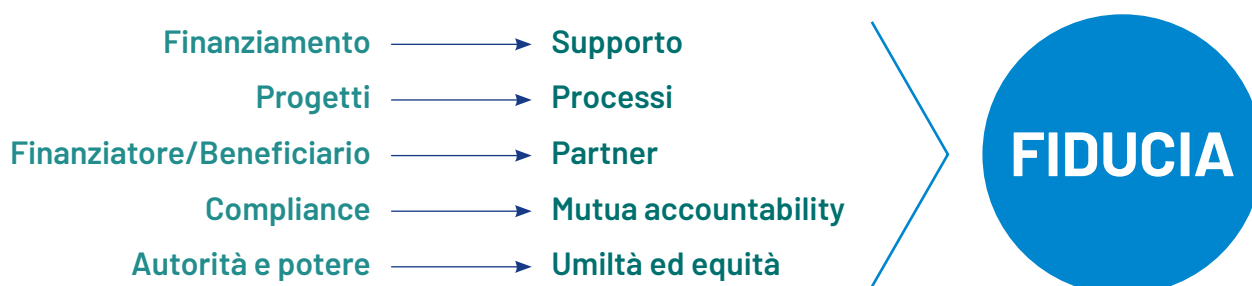 Finanziamento Supporto
Progetti Processi
Finanziatore/Beneficiario Partner
Compliance Mutua accountability
Autorità e potere Umiltà ed equità
FIDUCIA